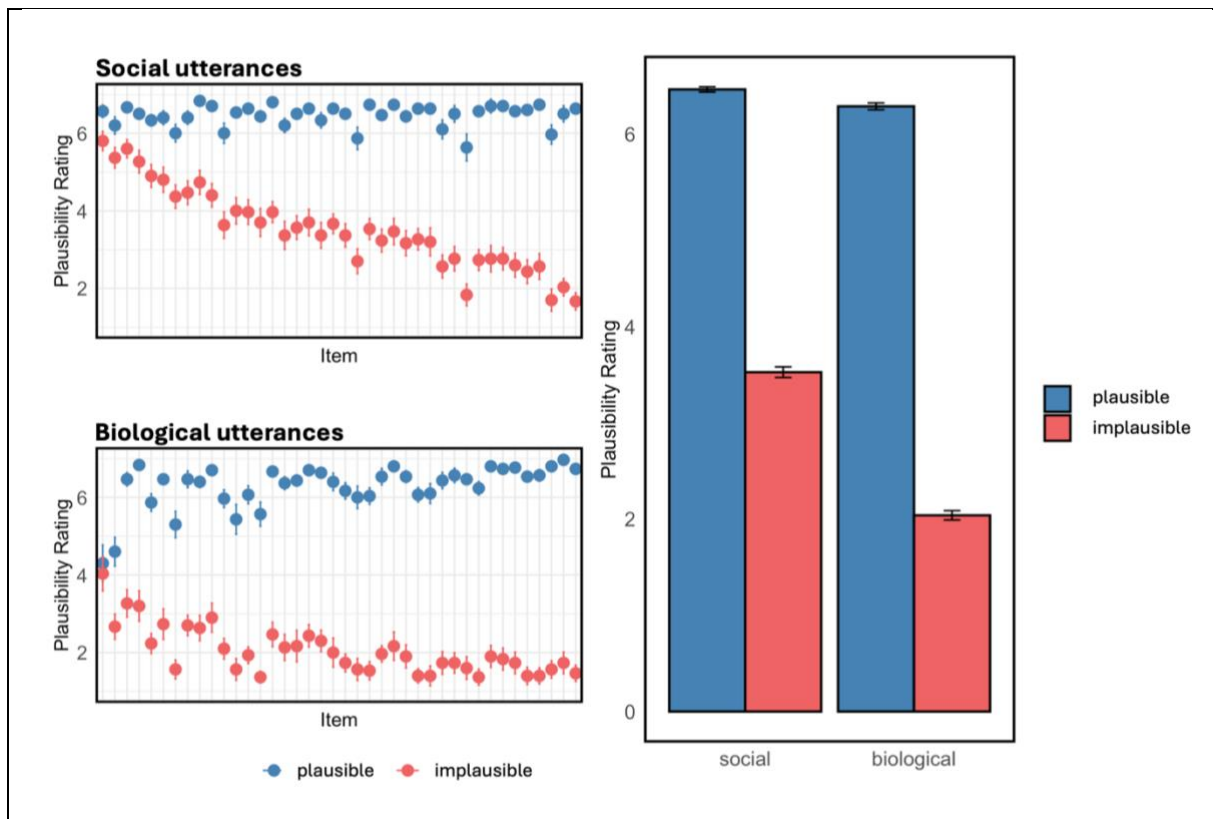 Social utterances
Plausibility Rating
6
4
2
Item
Biological utterances
Plausibility Rating
6
4
2
Item
plausible
implausible
Plausibility Rating
6
4
2
0
social
biological
plausible
implausible